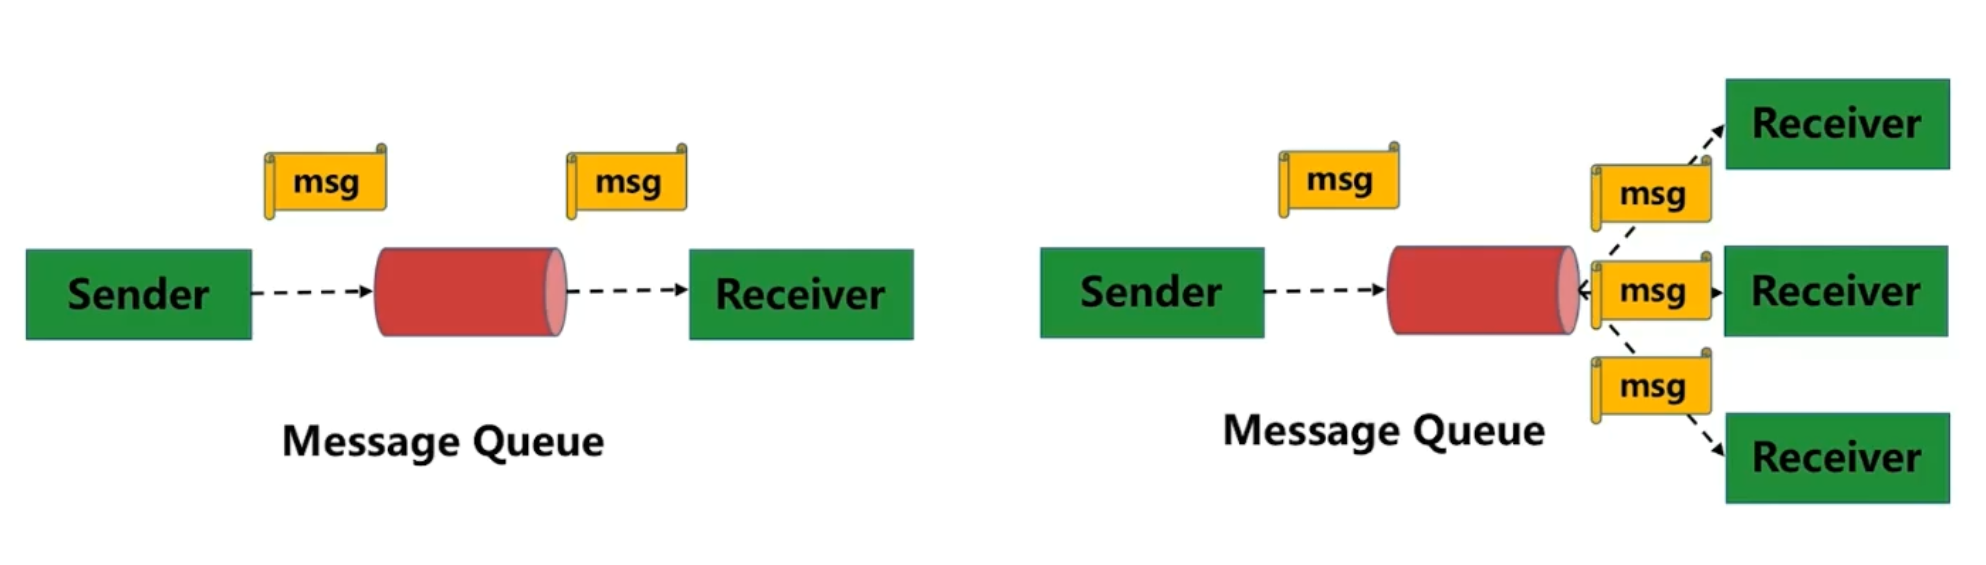 msg
msg
Sender
Receiver
Message Queue
msg
Receiver
msg
Sender
msg
Receiver
msg
Receiver
Message Queue